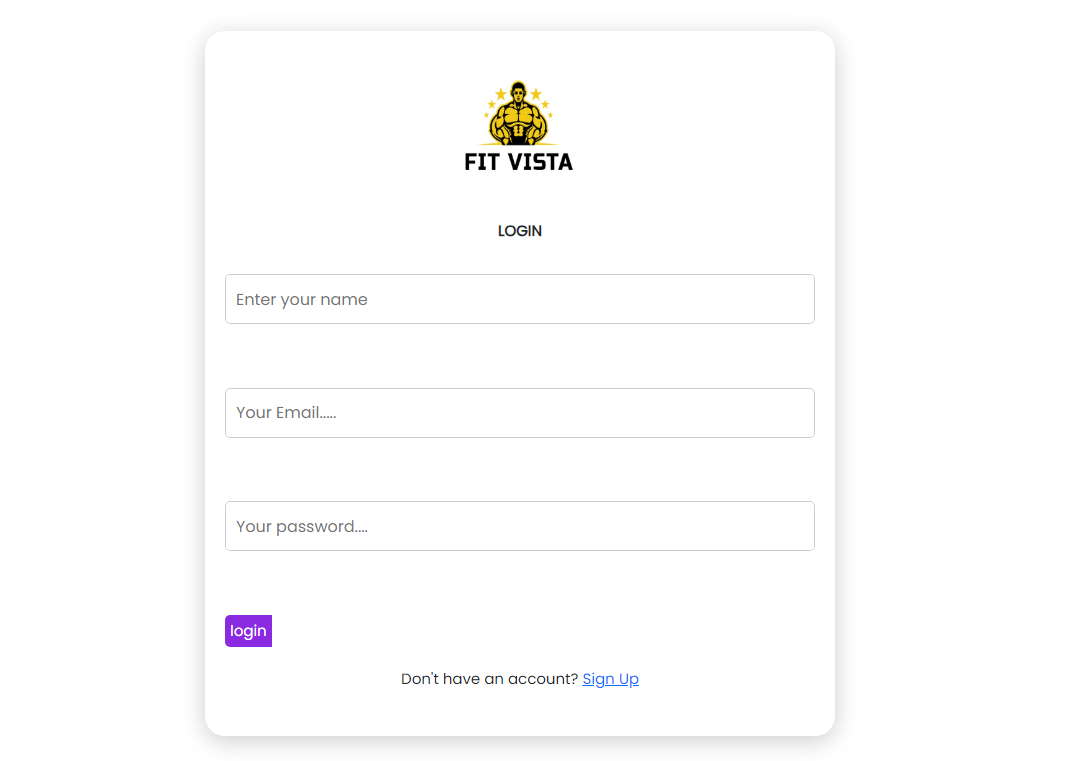 FIT VISTA
LOGIN
Enter your name
Your Email.....
Your password....
login
Don't have an account? Sign Up